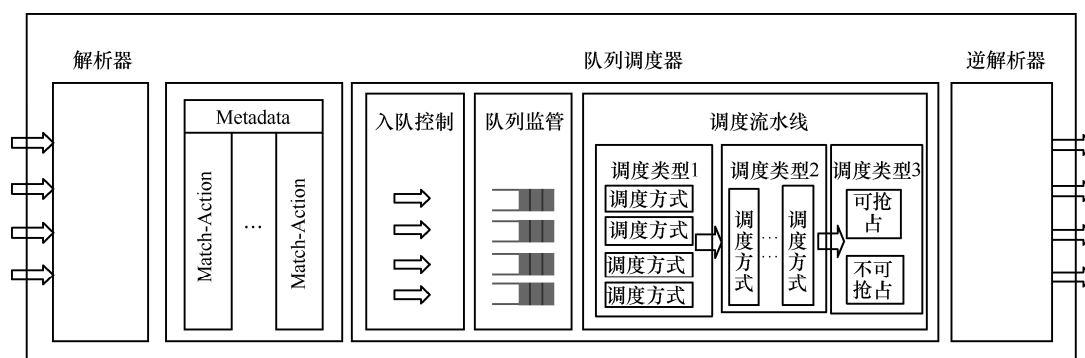 解析器
队列调度器
逆解析器
Metadata
Match-Action
...
Match-Action
入队控制
队列监管
调度流水线
调度类型1
调度方式
调度方式
调度方式
调度方式
调度类型2
调度方式
...
...
调度方式
调度类型3
可抢
占
不可
抢占